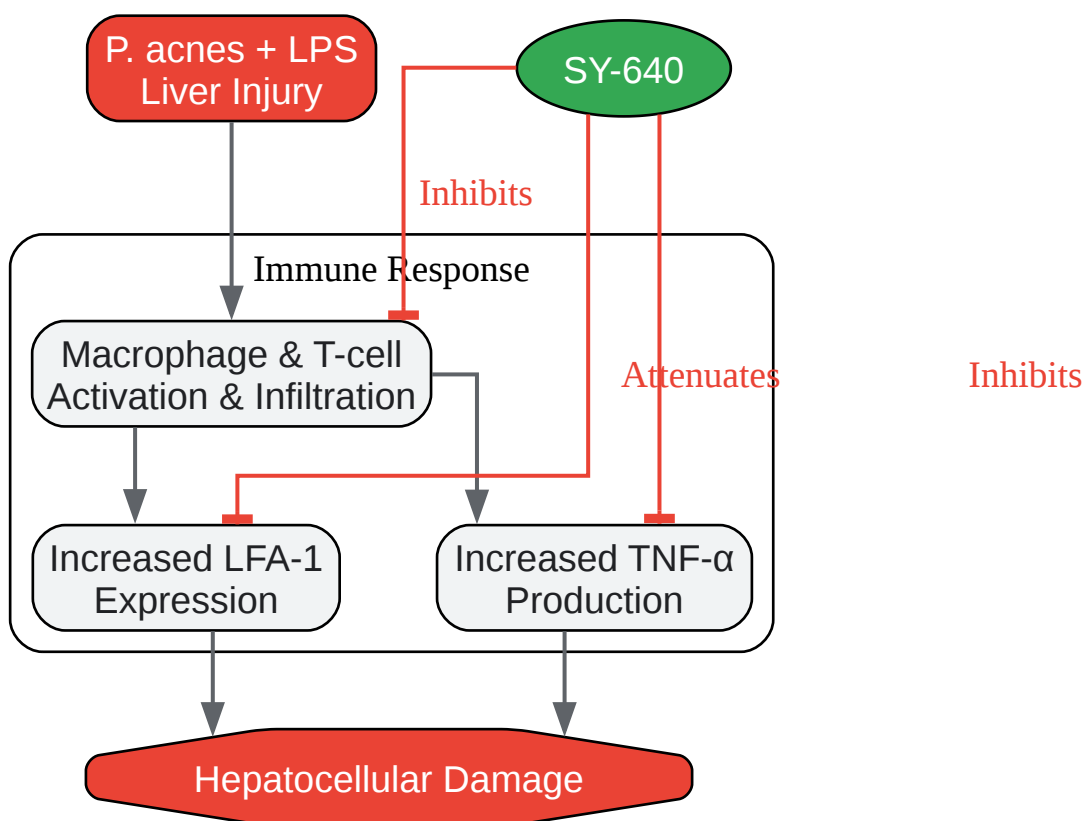 P. acnes + LPS
Liver Injury
SY-640
Inhibits
Immune Response
Macrophage & T-cell
Activation & Infiltration
Attenuates
Inhibits
Increased LFA-1
Expression
Increased TNF-α
Production
Hepatocellular Damage